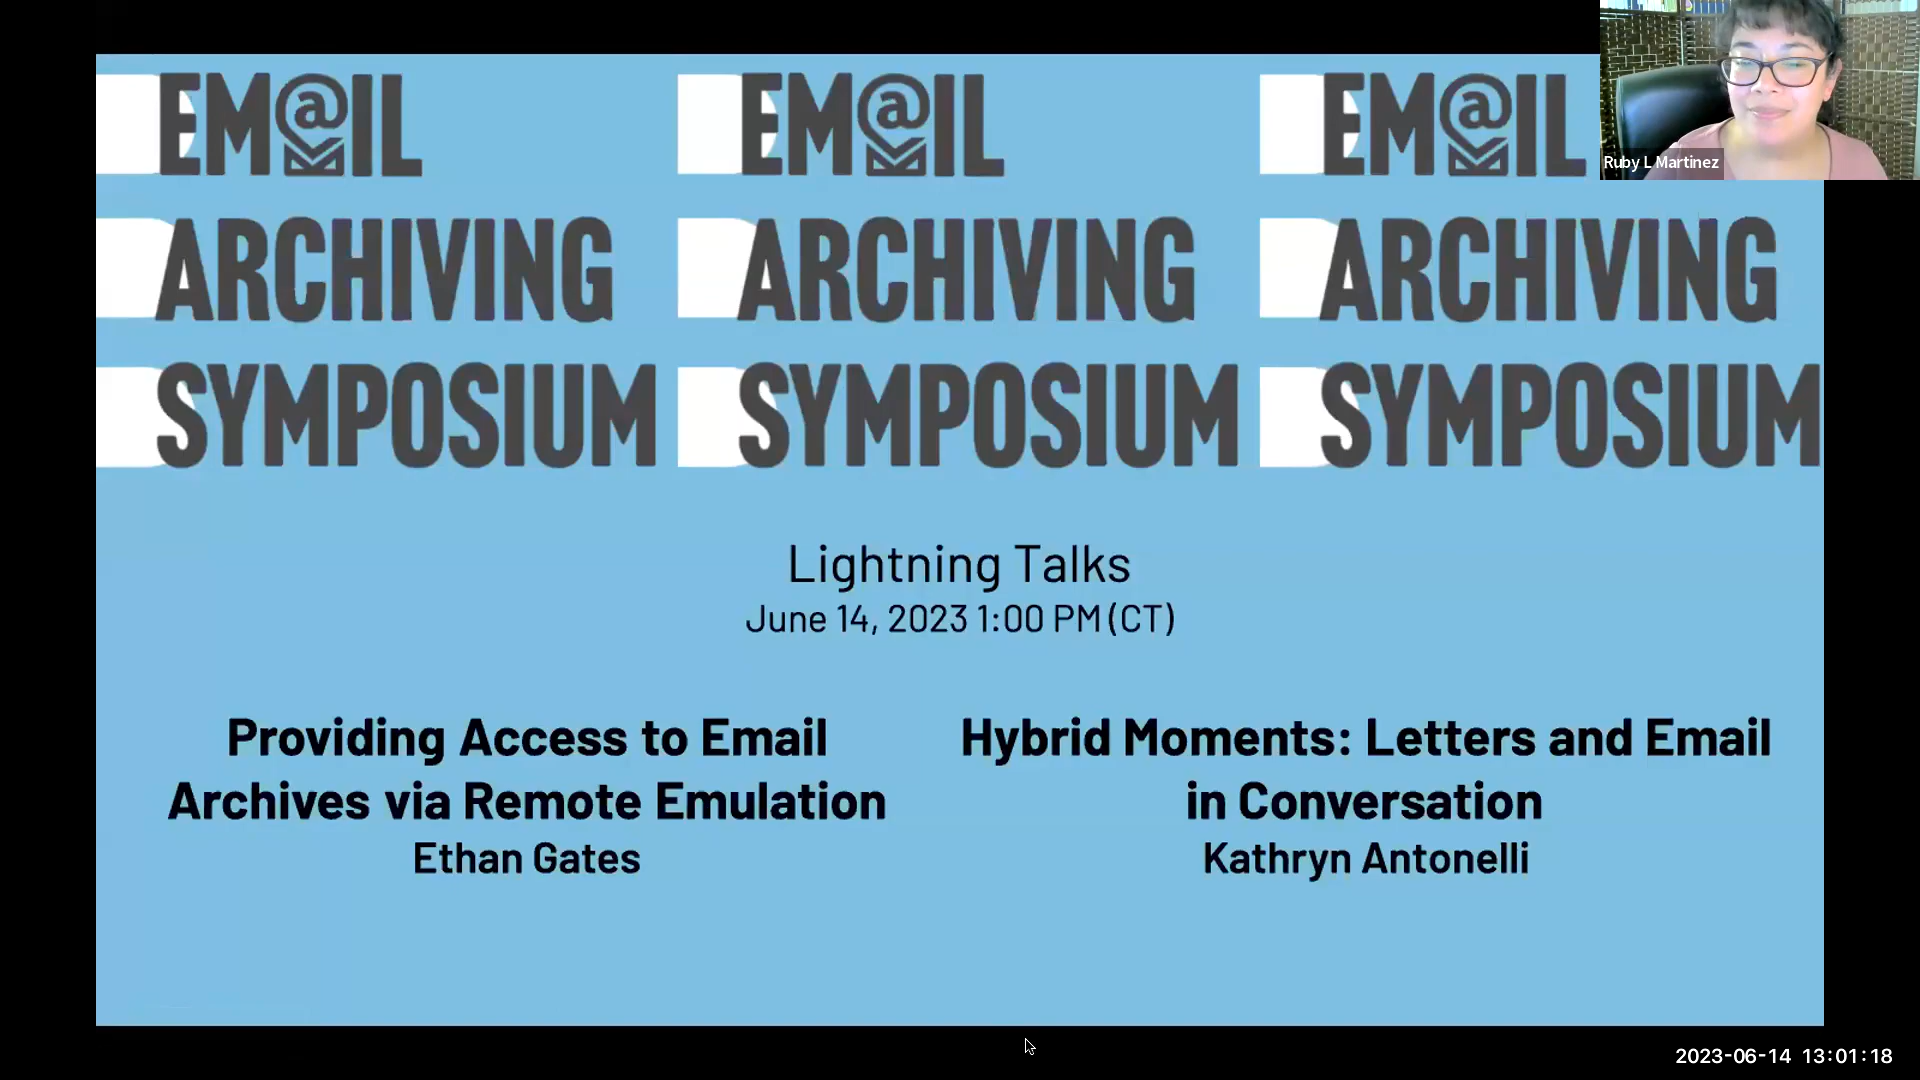 EM@IL EM@IL EM@IL
ARCHIVING ARCHIVING ARCHIVING
SYMPOSIUM SYMPOSIUM SYMPOSIUM
Ruby L Martinez
Lightning Talks
June 14, 2023 1:00 PM (CT)
Providing Access to Email
Archives via Remote Emulation
Ethan Gates
Hybrid Moments: Letters and Email
in Conversation
Kathryn Antonelli
2023-06-14 13:01:18